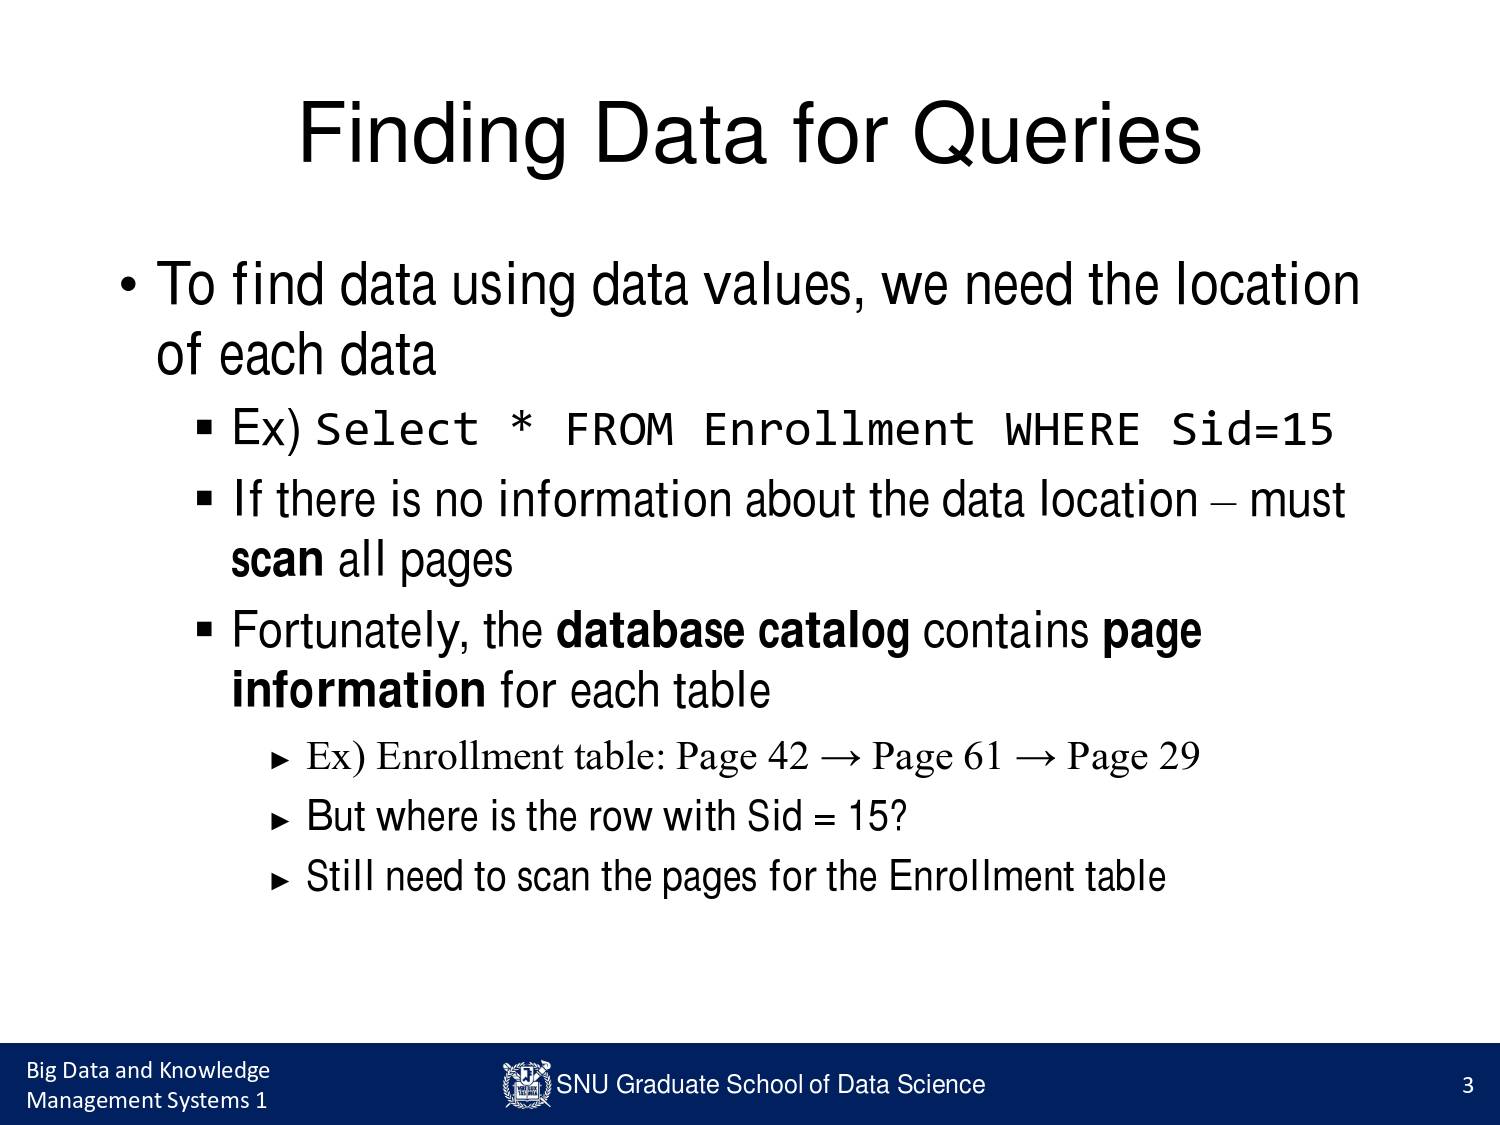 Finding Data for Queries
• To find data using data values, we need the location
of each data
▪ Ex) Select * FROM Enrollment WHERE Sid=15
▪ If there is no information about the data location – must
scan all pages
▪ Fortunately, the database catalog contains page
information for each table
► Ex) Enrollment table: Page 42 → Page 61 → Page 29
► But where is the row with Sid = 15?
► Still need to scan the pages for the Enrollment table
Big Data and Knowledge
Management Systems 1
SNU Graduate School of Data Science
3